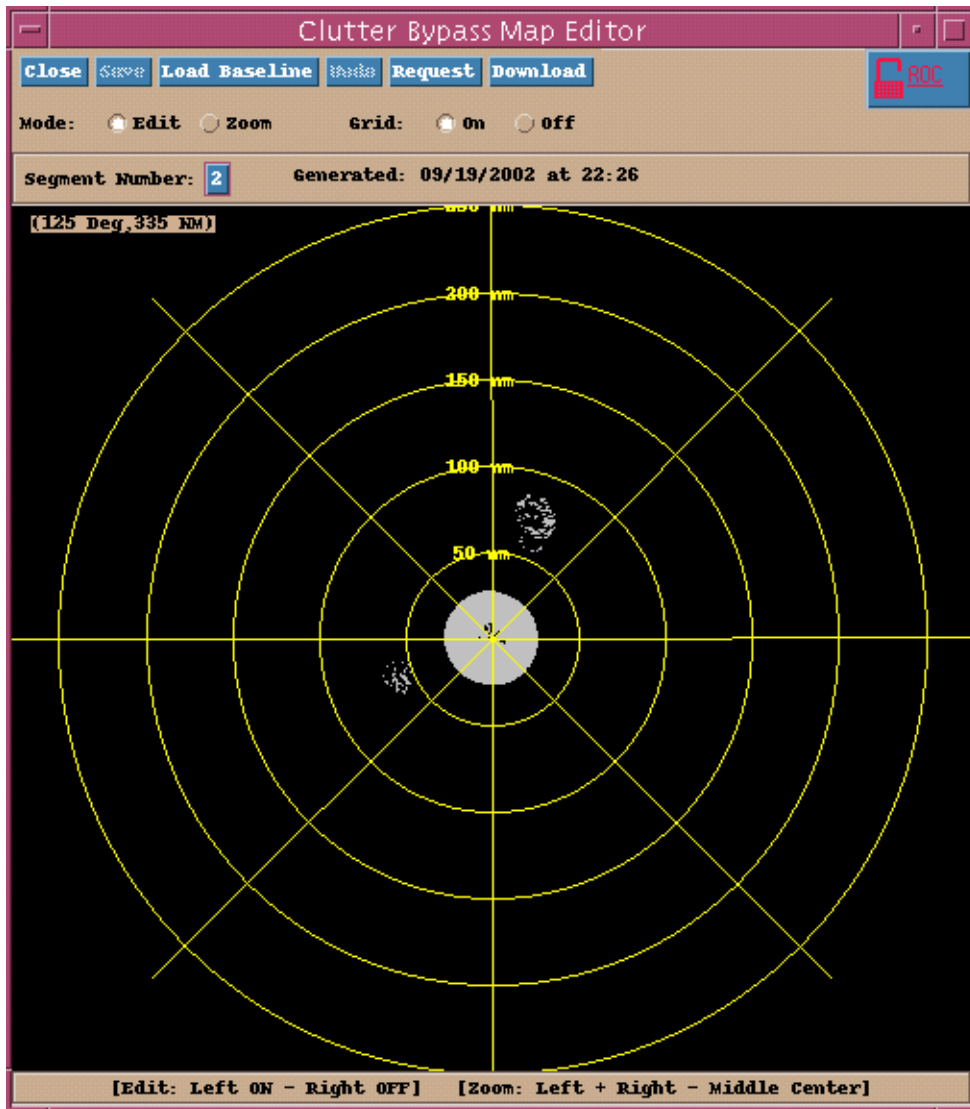 Clutter Bypass Map Editor
Close Save Load Baseline Undo Request Download ROC
Mode: Edit Zoom Grid: On Off
Segment Number: 2 Generated: 09/19/2002 at 22:26
(125 Deg,335 NM)
200 nm
150 nm
100 nm
50 nm
[Edit: Left ON - Right OFF] [Zoom: Left + Right - Middle Center]